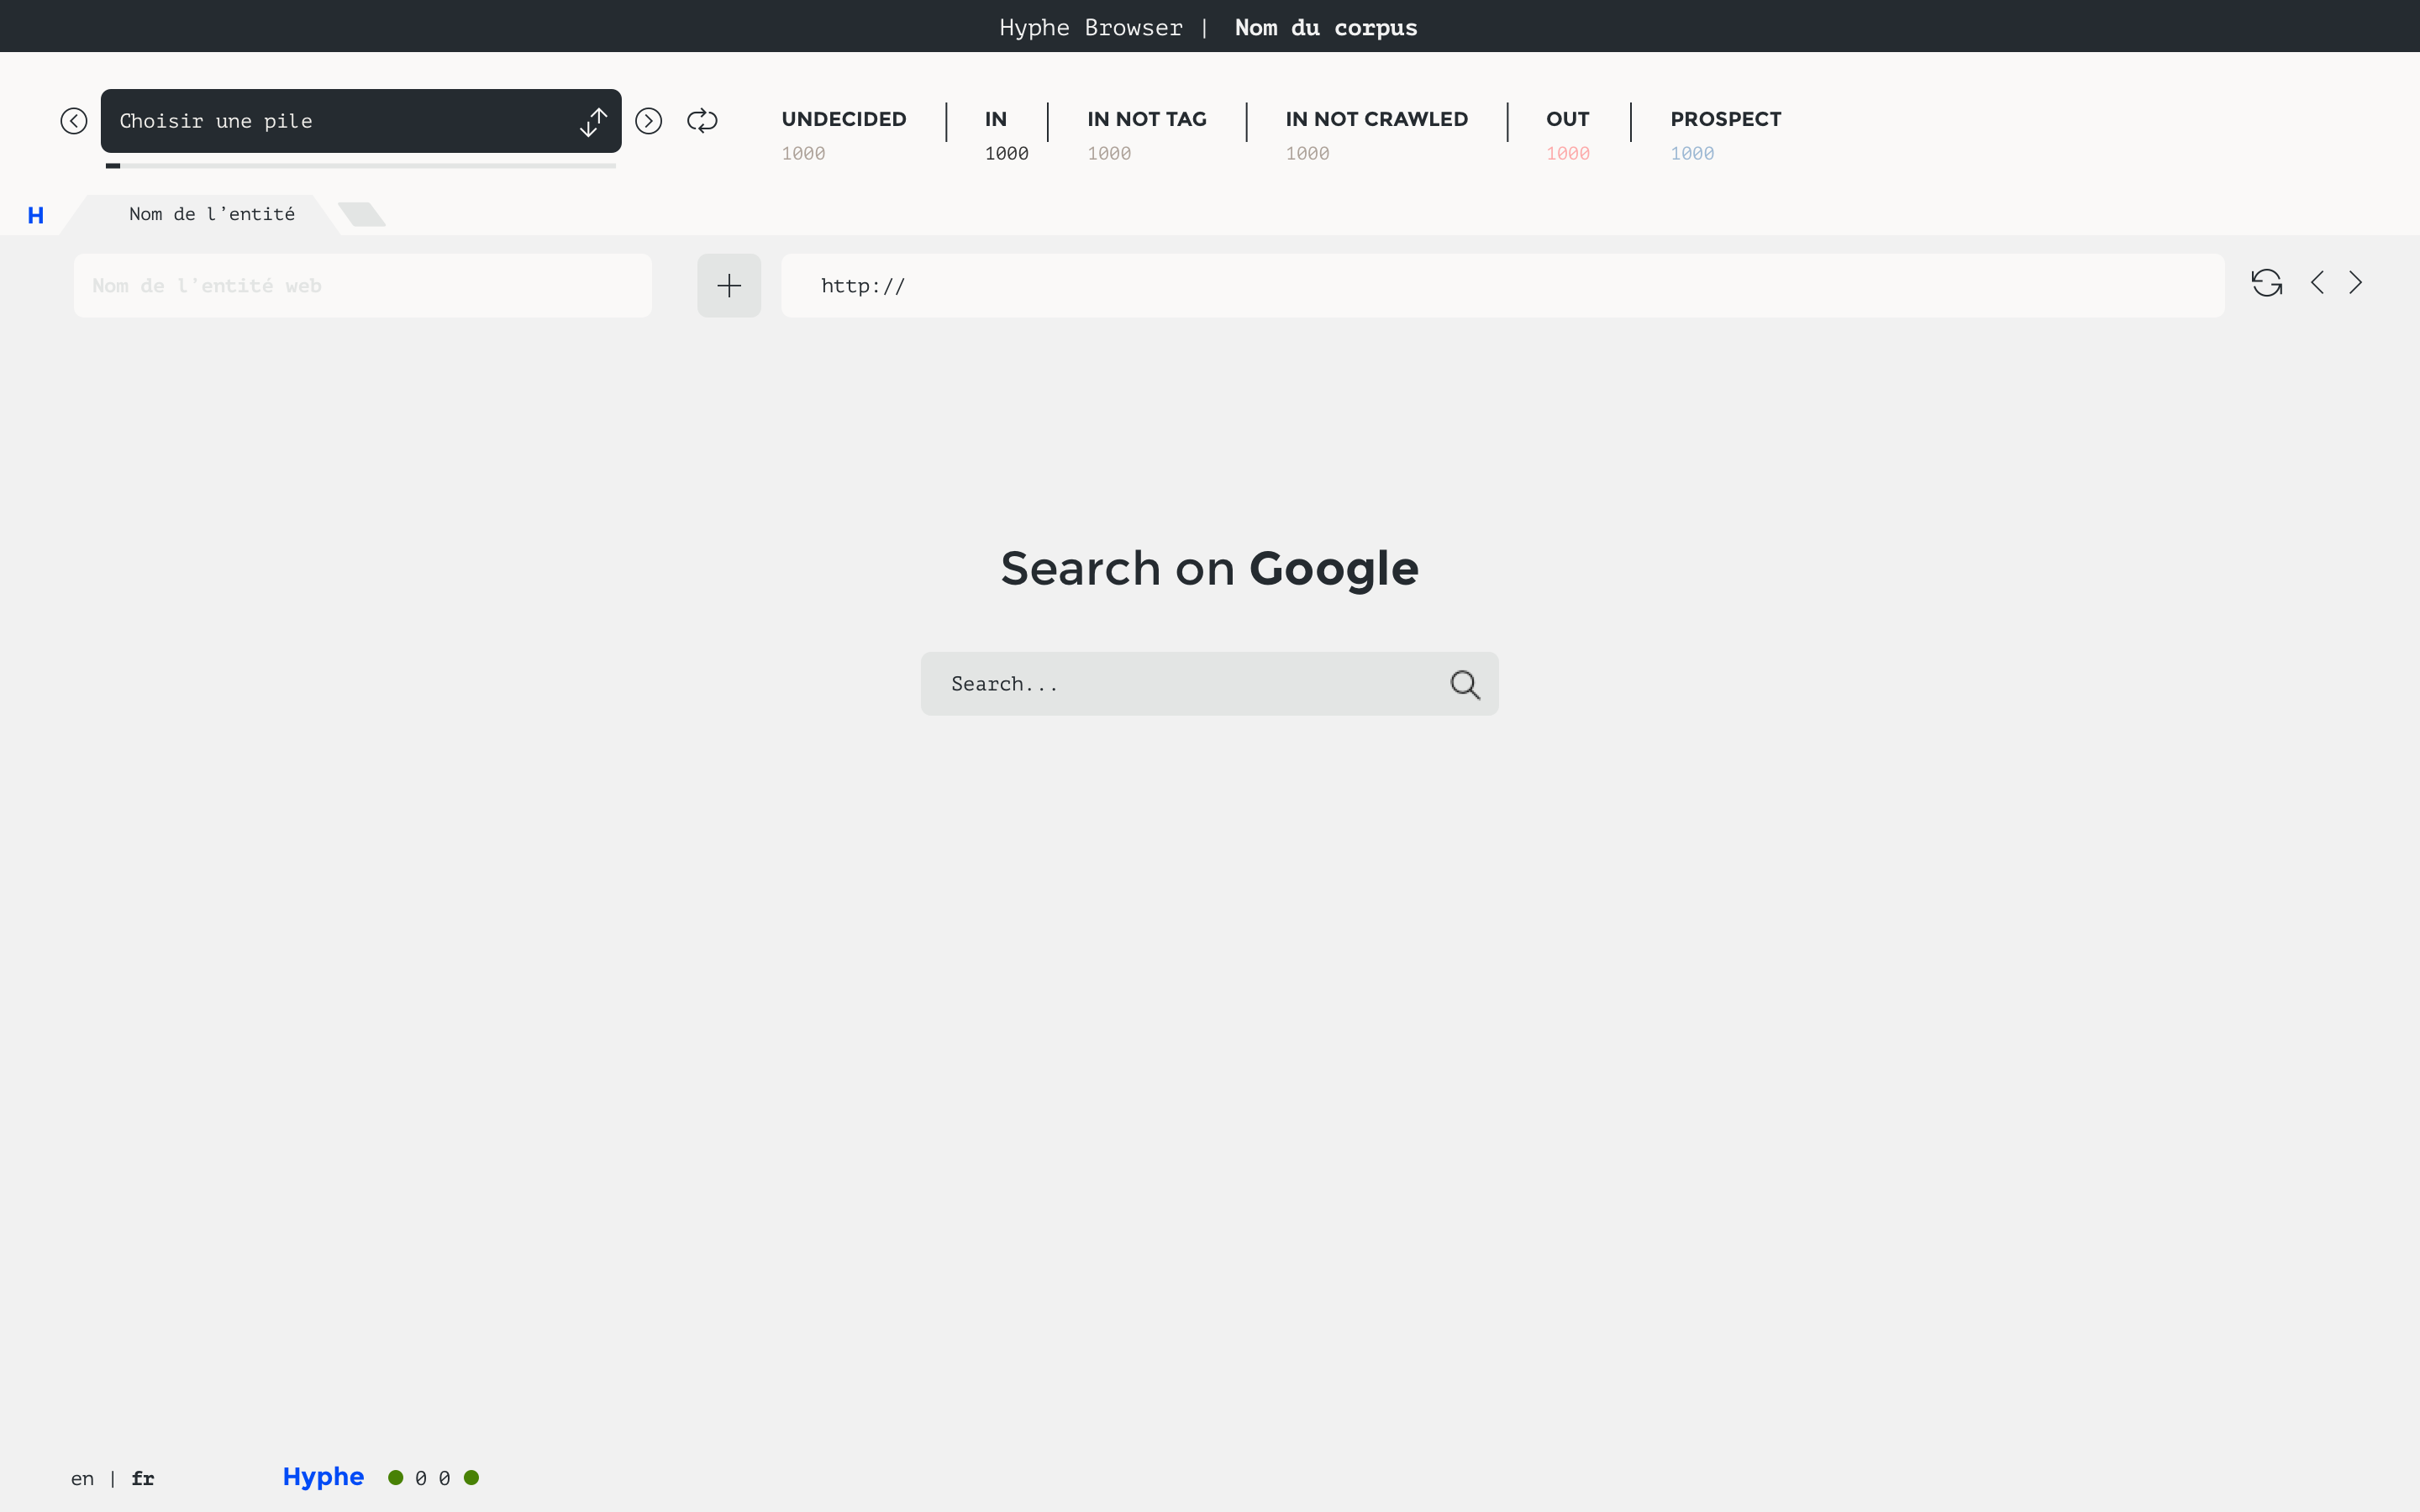 Hyphe Browser | Nom du corpus
Choisir une pile
UNDECIDED | IN | IN NOT TAG | IN NOT CRAWLED | OUT | PROSPECT
1000 1000 1000 1000 1000 1000
H Nom de l’entité
Nom de l’entité web + http://
Search on Google
Search...
en | fr Hyphe 0 0